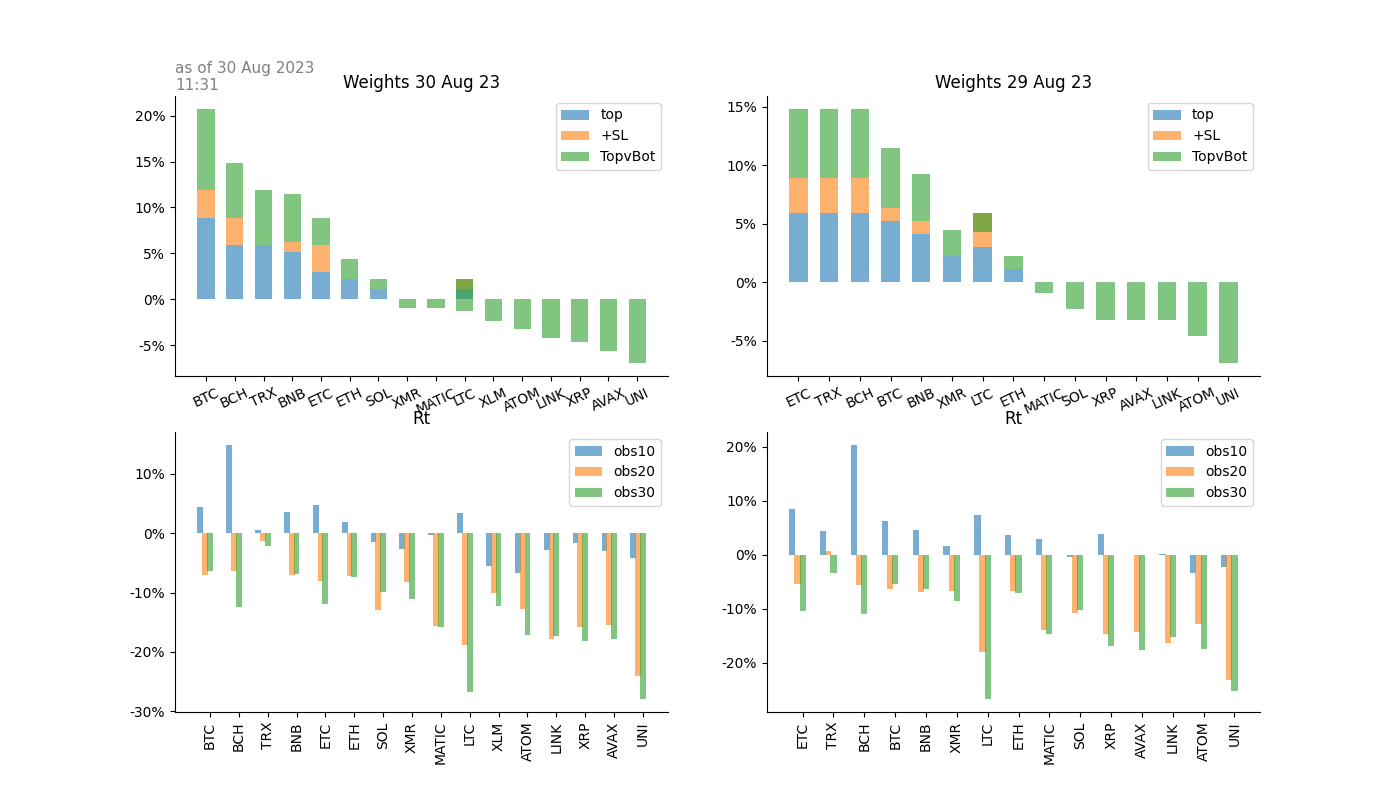 as of 30 Aug 2023
11:31
Weights 30 Aug 23
20%
15%
10%
5%
0%
-5%
top
+SL
TopvBot
BTC BCH TRX BNB ETC ETH SOL XMR MATIC LTC XLM ATOM LINK XRP AVAX UNI
Weights 29 Aug 23
15%
10%
5%
0%
-5%
top
+SL
TopvBot
ETC TRX BCH BTC BNB XMR LTC ETH MATIC SOL XRP AVAX LINK ATOM UNI
Rt
10%
0%
-10%
-20%
-30%
obs10
obs20
obs30
BTC BCH TRX BNB ETC ETH SOL XMR MATIC LTC XLM ATOM LINK XRP AVAX UNI
Rt
20%
10%
0%
-10%
-20%
obs10
obs20
obs30
ETC TRX BCH BTC BNB XMR LTC ETH MATIC SOL XRP AVAX LINK ATOM UNI